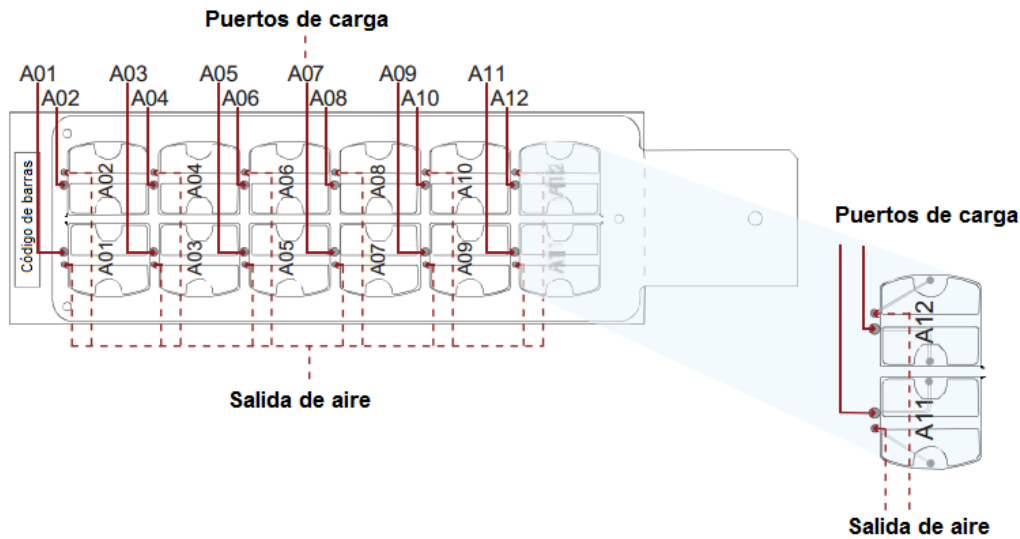 Puertos de carga
A01 A03 A05 A07 A09 A11
A02 A04 A06 A08 A10 A12
Código de barras
A02 A04 A06 A08 A10 A12
A01 A03 A05 A07 A09 A11
Salida de aire
Puertos de carga
A12
A11
Salida de aire